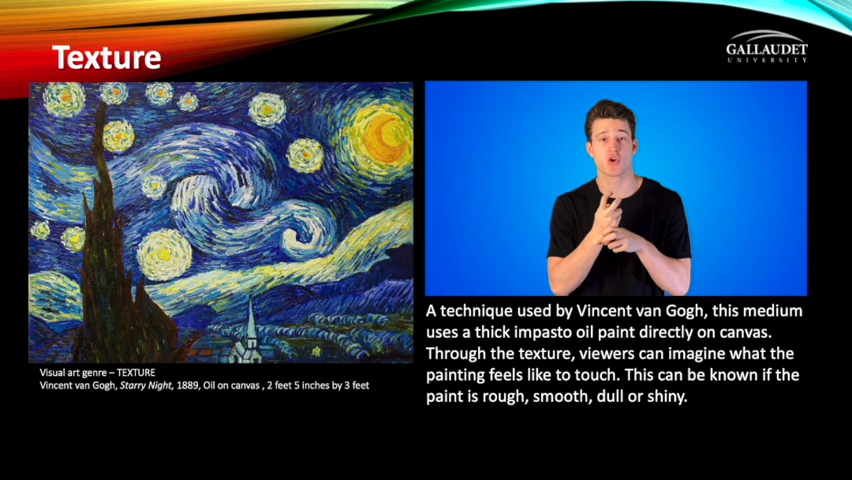 Texture
GALLAUDET
UNIVERSITY
Visual art genre – TEXTURE
Vincent van Gogh, Starry Night, 1889, Oil on canvas , 2 feet 5 inches by 3 feet
A technique used by Vincent van Gogh, this medium
uses a thick impasto oil paint directly on canvas.
Through the texture, viewers can imagine what the
painting feels like to touch. This can be known if the
paint is rough, smooth, dull or shiny.